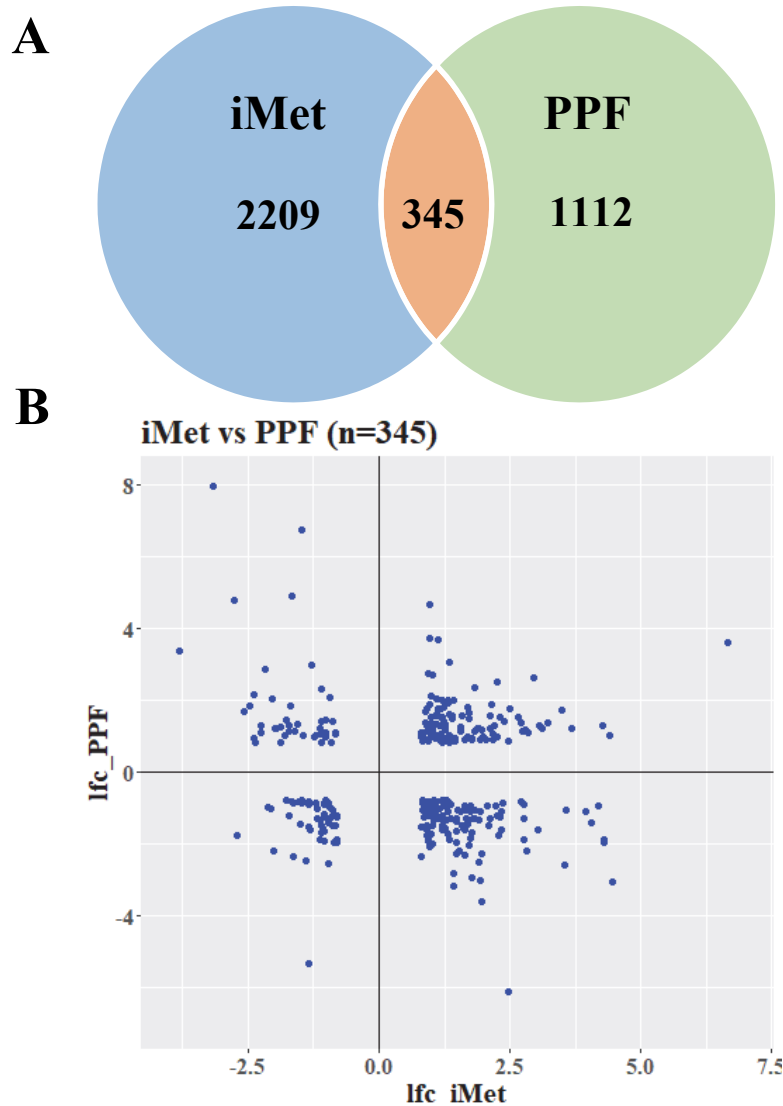 A
iMet
PPF
2209
345
1112
B
iMet vs PPF (n=345)
8
4
0
-4
lfc_PPF
-2.5
0.0
2.5
5.0
7.5
lfc_iMet